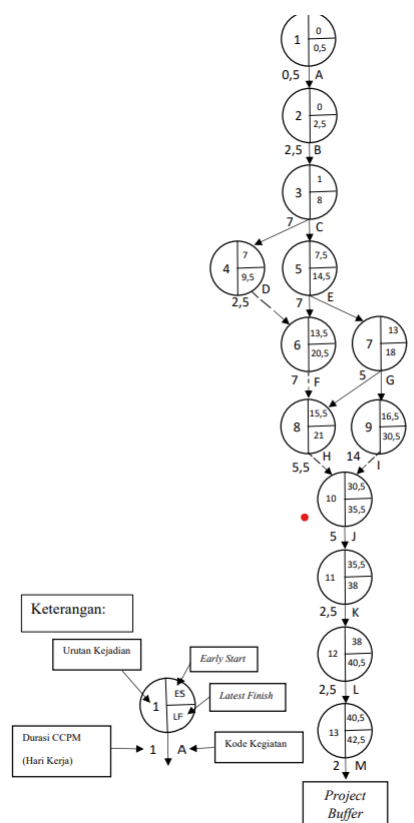 1
0
0,5
0,5 A
2
0
2,5
2,5 B
3
1
8
7 C
4
7
9,5
2,5 D
5
7,5
14,5
7 E
6
13,5
20,5
7 F
7
13
18
5 G
8
15,5
21
5,5 H
9
16,5
30,5
14 I
10
30,5
35,5
5 J
11
35,5
38
2,5 K
12
38
40,5
2,5 L
13
40,5
42,5
2 M
Project
Buffer
Keterangan:
Urutan Kejadian
Early Start
1
ES
LF
Latest Finish
Durasi CCPM
(Hari Kerja)
1 A
Kode Kegiatan